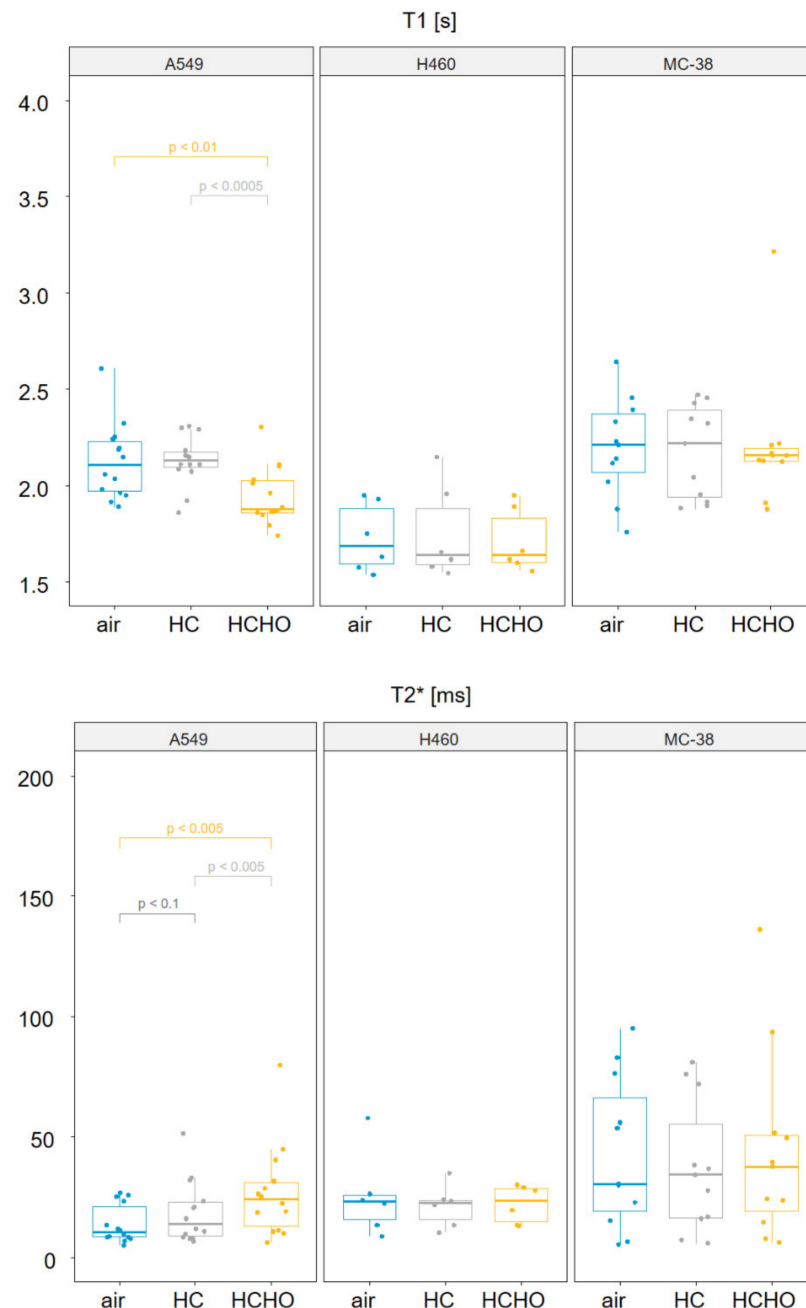 T1 [s]
A549 H460 MC-38
4.0
p < 0.01
p < 0.0005
3.5
3.0
2.5
2.0
1.5
air HC HCHO air HC HCHO air HC HCHO
T2* [ms]
A549 H460 MC-38
200
p < 0.005
p < 0.005
150
p < 0.1
100
50
0
air HC HCHO air HC HCHO air HC HCHO